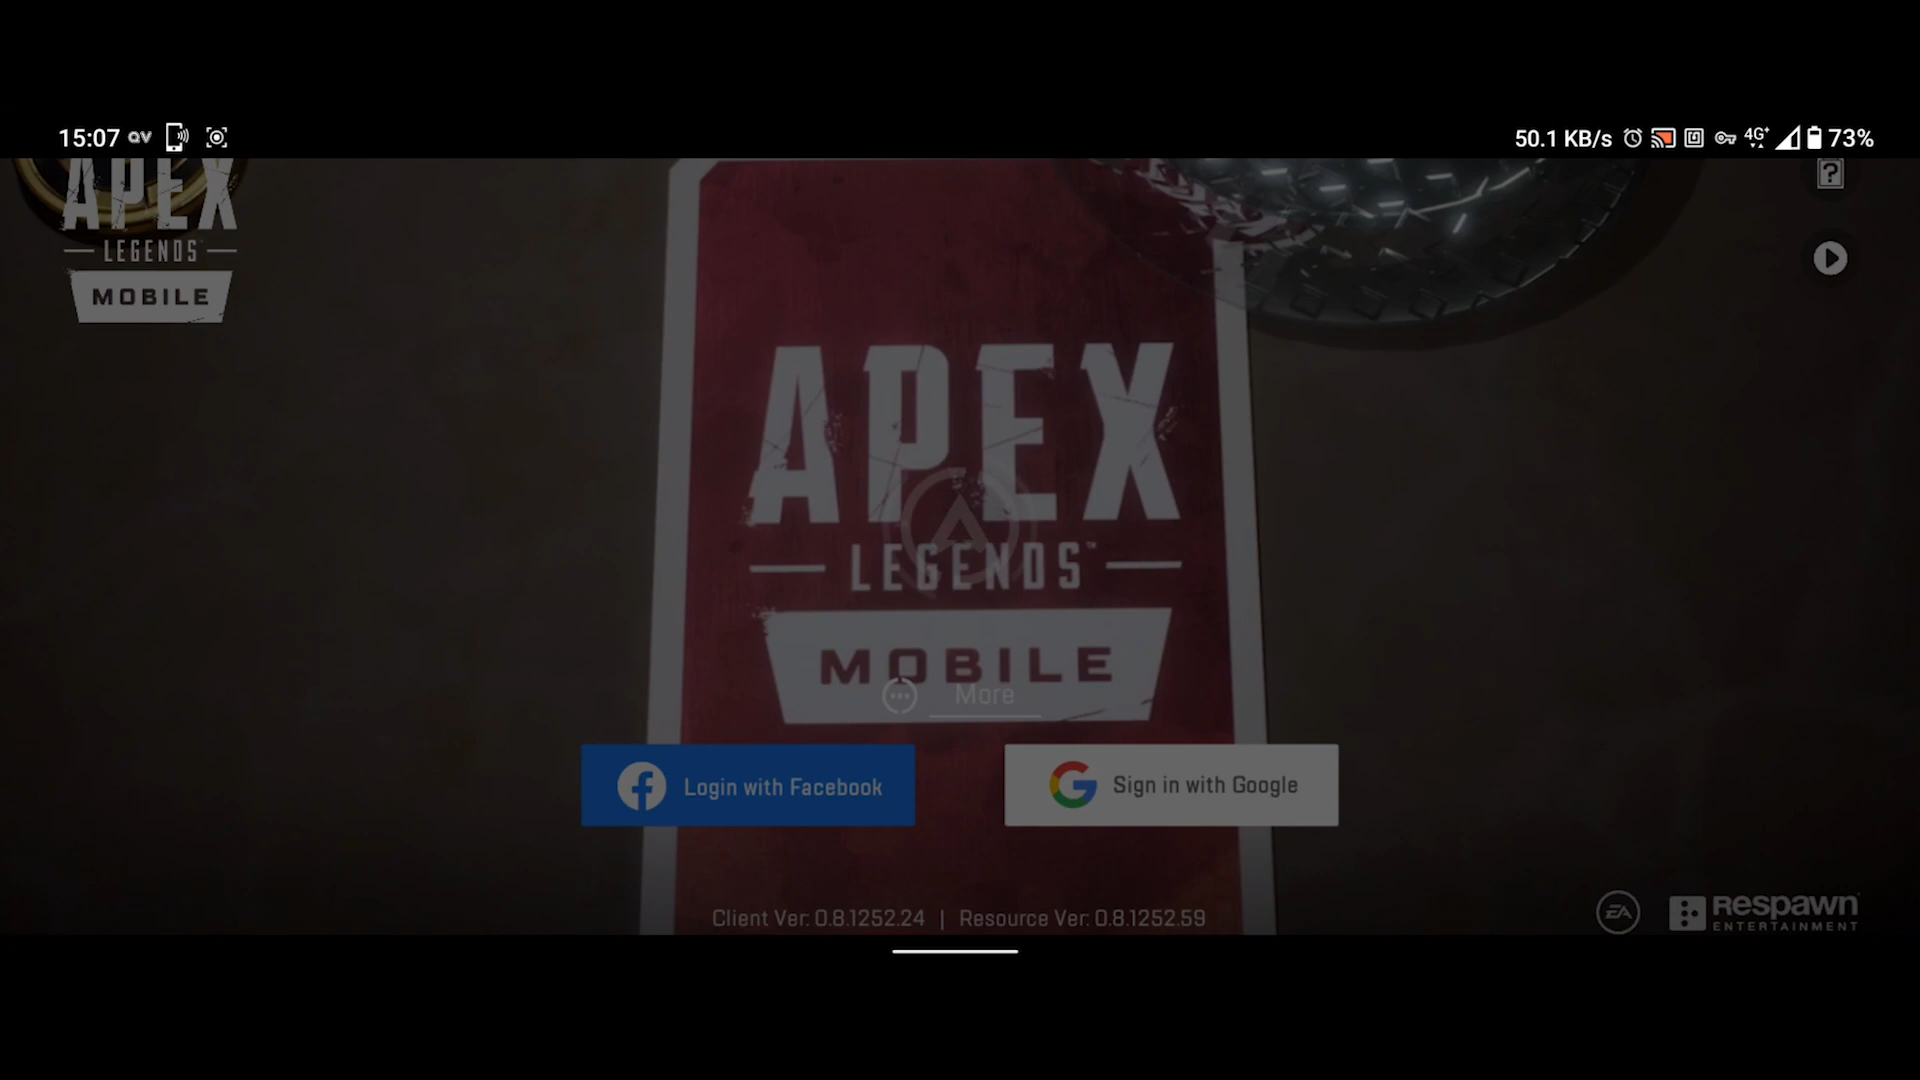 15:07
50.1 KB/s 4G+ 73%
APEX
LEGENDS
MOBILE
APEX
LEGENDS™
MOBILE
More
Login with Facebook
Sign in with Google
Client Ver: 0.8.1252.24 | Resource Ver: 0.8.1252.59
EA
Respawn
ENTERTAINMENT